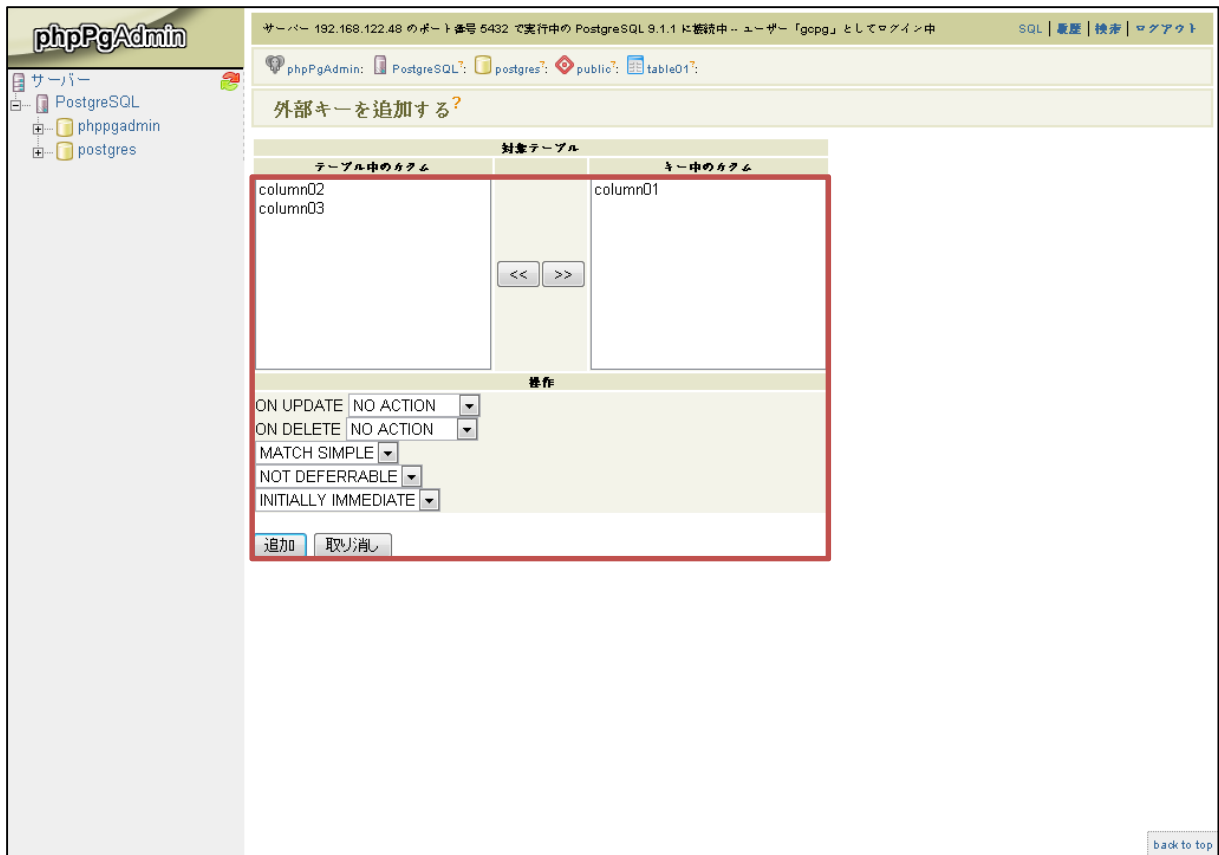 phpPgAdmin
サーバー 192.168.122.48 のポート番号 5432 で実行中の PostgreSQL 9.1.1 に接続中 -- ユーザー「gopg」としてログイン中
SQL | 履歴 | 検索 | ログアウト
phpPgAdmin: PostgreSQL?: postgres?: public?: table01?:
サーバー
PostgreSQL
phppgadmin
postgres
外部キーを追加する?
対象テーブル
テーブル中のカラム キー中のカラム
column02 column01
column03
<< >>
操作
ON UPDATE NO ACTION
ON DELETE NO ACTION
MATCH SIMPLE
NOT DEFERRABLE
INITIALLY IMMEDIATE
追加 取り消し
back to top